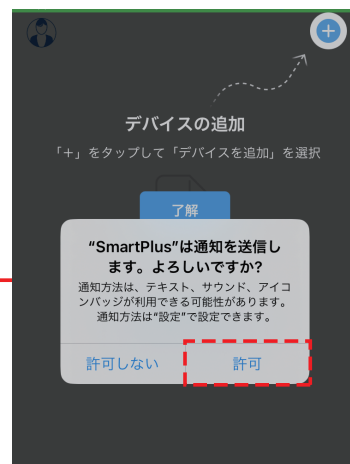 デバイスの追加
「+」をタップして「デバイスを追加」を選択
了解
“SmartPlus”は通知を送信し
ます。よろしいですか?
通知方法は、テキスト、サウンド、アイコ
ンバッジが利用できる可能性があります。
通知方法は“設定”で設定できます。
許可しない
許可